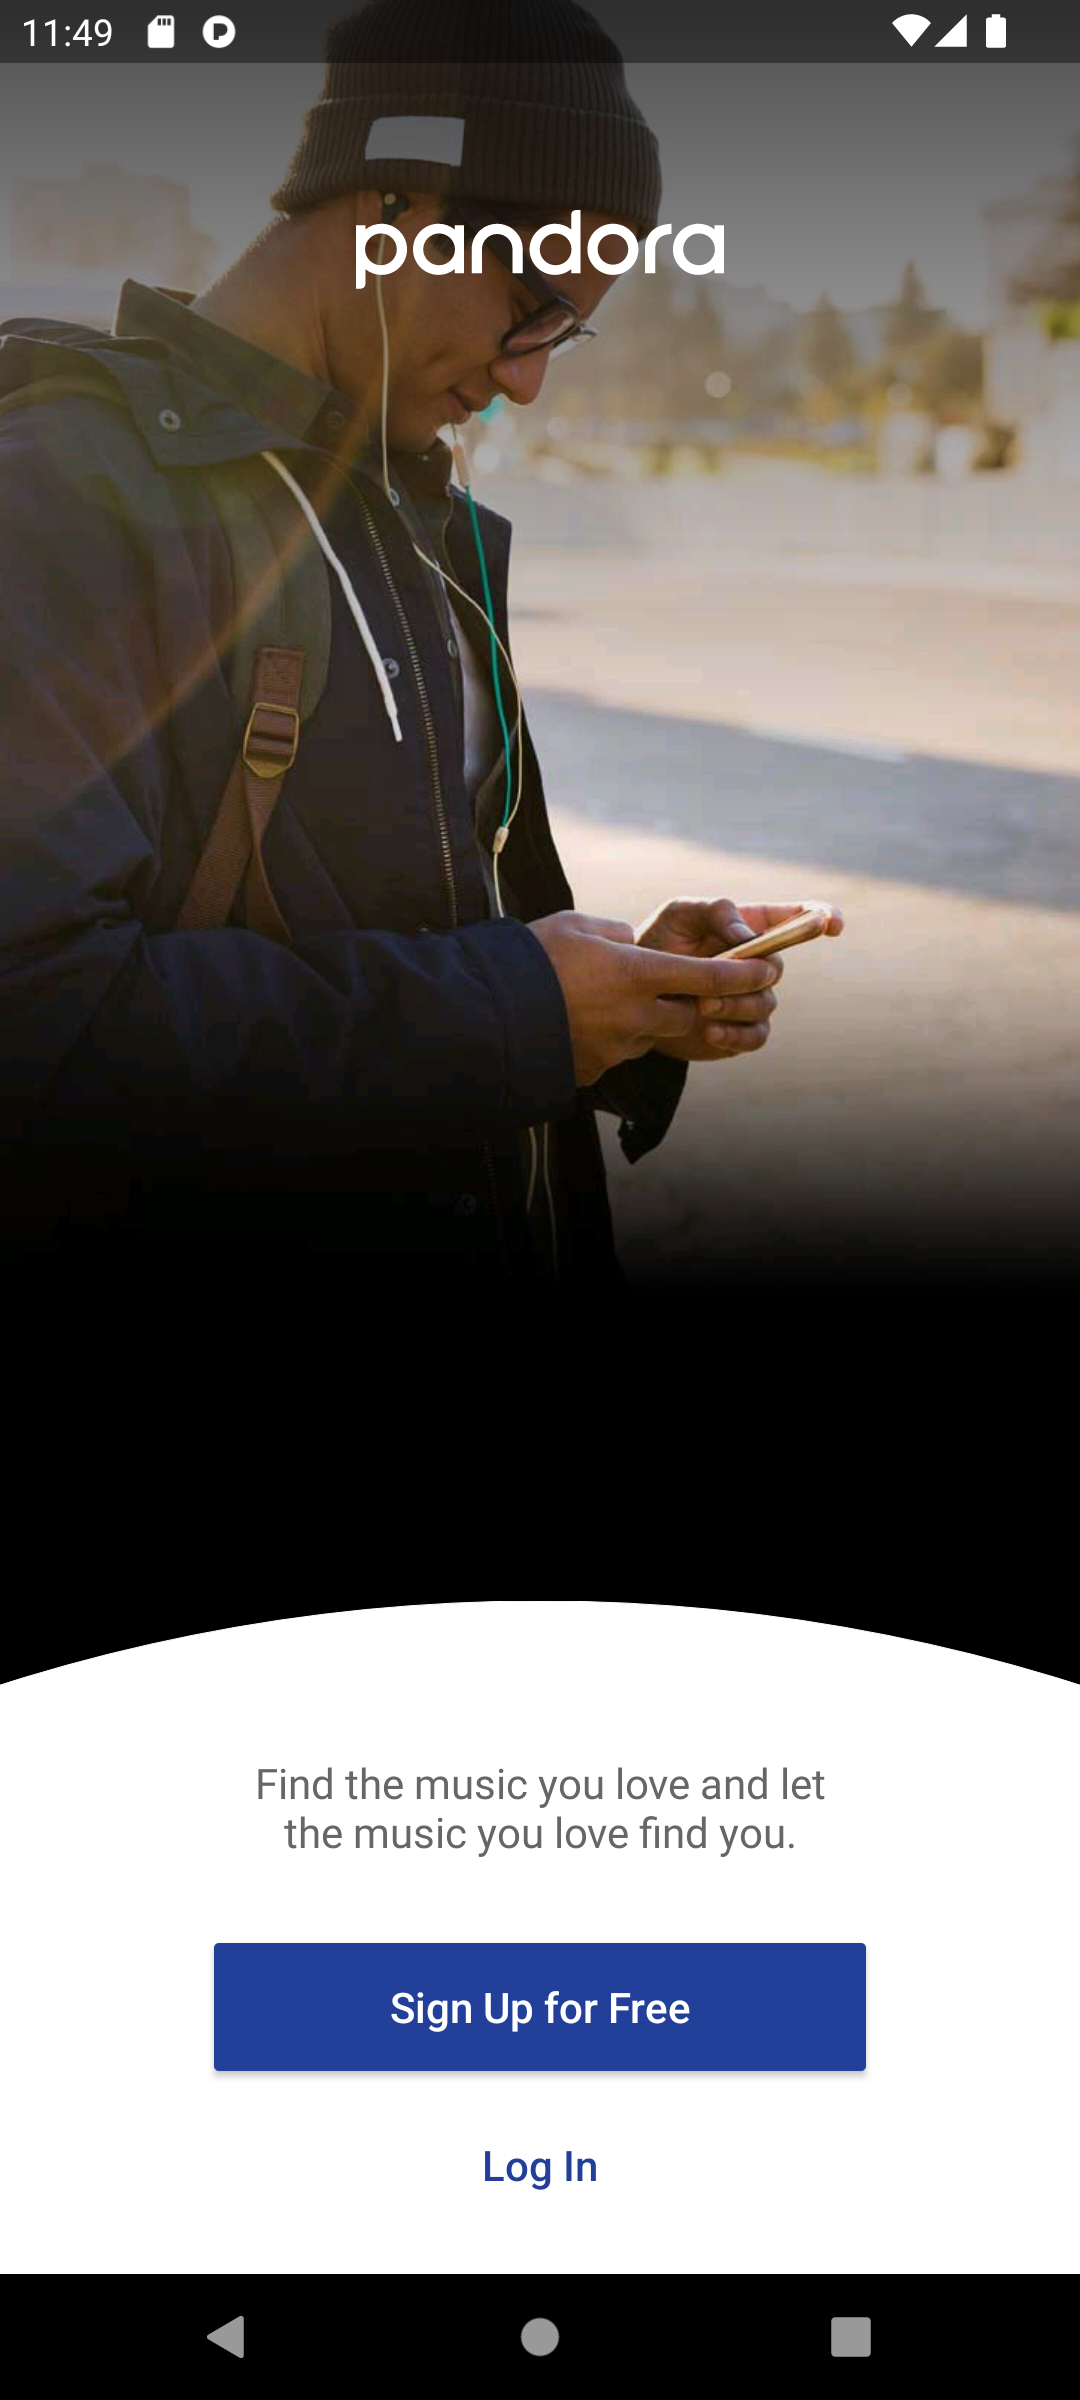 11:49
pandora
Find the music you love and let
the music you love find you.
Sign Up for Free
Log In